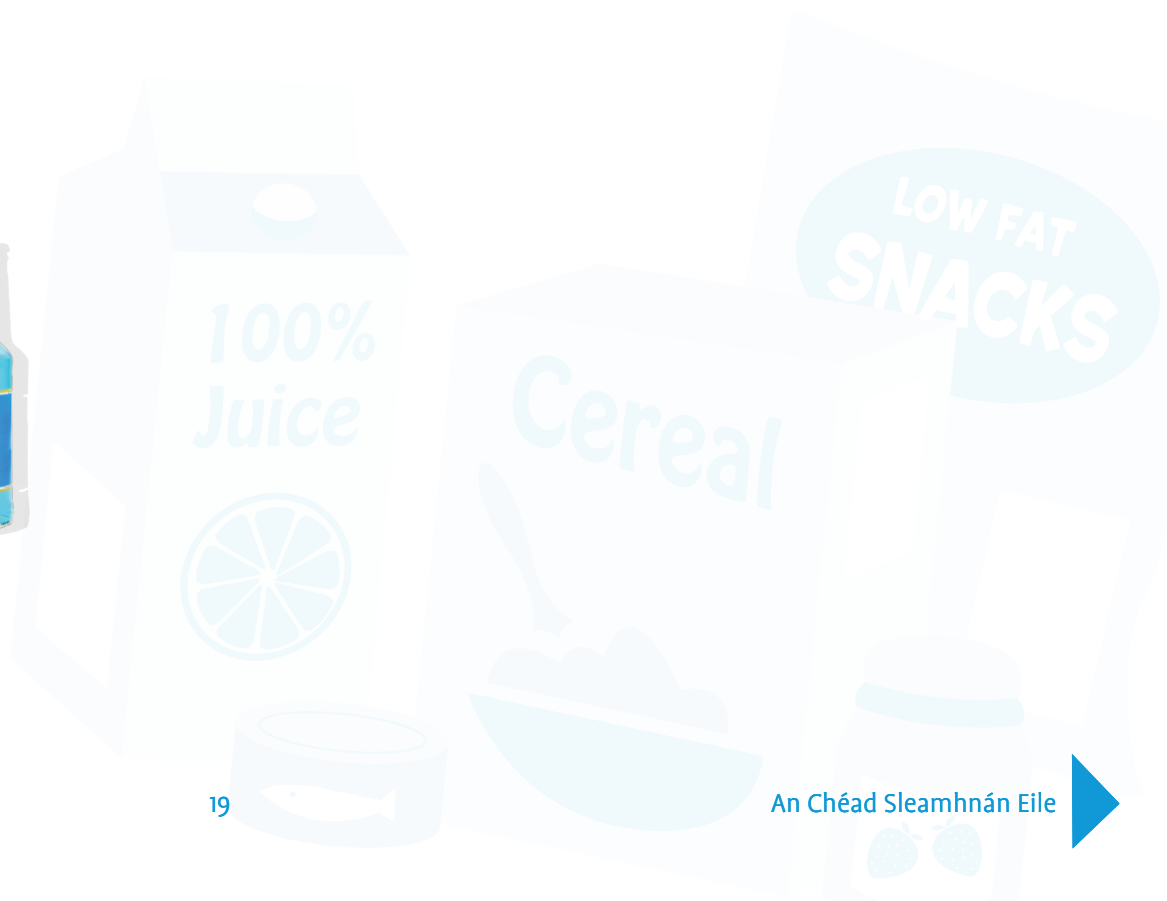 LOW FAT
SNACKS
100%
Juice
Cereal
19
An Chéad Sleamhnán Eile